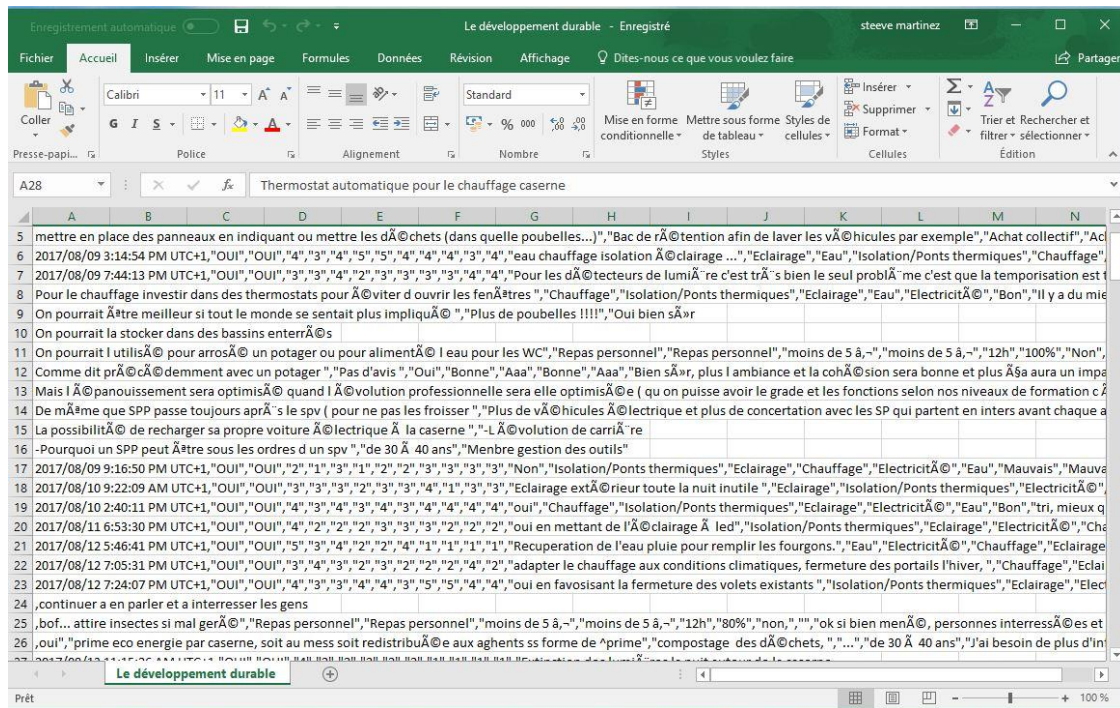 Enregistrement automatique
Le développement durable - Enregistré
steeve martinez
Fichier Accueil Insérer Mise en page Formules Données Révision Affichage Dites-nous ce que vous voulez faire Partager
Coller
Calibri 11
G I S
Standard
% 000
Mise en forme conditionnelle
Mettre sous forme de tableau
Styles de cellules
Insérer
Supprimer
Format
Trier et filtrer
Rechercher et sélectionner
Presse-papi... Police Alignement Nombre Styles Cellules Édition
A28 fx Thermostat automatique pour le chauffage caserne
A B C D E F G H I J K L M N
5 mettre en place des panneaux en indiquant ou mettre les dÃ©chets (dans quelle poubelles...)","Bac de rÃ©tention afin de laver les vÃ©hicules par exemple","Achat collectif","Acl
6 2017/08/09 3:14:54 PM UTC+1,"OUI","OUI","4","3","4","5","5","4","4","4","3","4","eau chauffage isolation Ã©clairage ...","Eclairage","Eau","Isolation/Ponts thermiques","Chauffage",
7 2017/08/09 7:44:13 PM UTC+1,"OUI","OUI","3","3","4","2","3","3","3","3","4","4","Pour les dÃ©tecteurs de lumiÃ¨re c'est trÃ¨s bien le seul problÃ¨me c'est que la temporisation est t
8 Pour le chauffage investir dans des thermostats pour Ã©viter d ouvrir les fenÃªtres ","Chauffage","Isolation/Ponts thermiques","Eclairage","Eau","ElectricitÃ©","Bon","Il y a du mie
9 On pourrait Ãªtre meilleur si tout le monde se sentait plus impliquÃ© ","Plus de poubelles !!!!","Oui bien sÃ»r
10 On pourrait la stocker dans des bassins enterrÃ©s
11 On pourrait l utilisÃ© pour arrosÃ© un potager ou pour alimentÃ© l eau pour les WC","Repas personnel","Repas personnel","moins de 5 â‚¬","moins de 5 â‚¬","12h","100%","Non",
12 Comme dit prÃ©cÃ©demment avec un potager ","Pas d'avis ","Oui","Bonne","Aaa","Bonne","Aaa","Bien sÃ»r, plus l ambiance et la cohÃ©sion sera bonne et plus Ã§a aura un impa
13 Mais l Ã©panouissement sera optimisÃ© quand l Ã©volution professionnelle sera elle optimisÃ©e ( qu on puisse avoir le grade et les fonctions selon nos niveaux de formation c Ã
14 De mÃªme que SPP passe toujours aprÃ¨s le spv ( pour ne pas les froisser ","Plus de vÃ©hicules Ã©lectrique et plus de concertation avec les SP qui partent en inters avant chaque a
15 La possibilitÃ© de recharger sa propre voiture Ã©lectrique Ã la caserne ","-L Ã©volution de carriÃ¨re
16 -Pourquoi un SPP peut Ãªtre sous les ordres d un spv ","de 30 Ã 40 ans","Menbre gestion des outils"
17 2017/08/09 9:16:50 PM UTC+1,"OUI","OUI","2","1","3","1","2","2","3","3","3","3","Non","Isolation/Ponts thermiques","Eclairage","Chauffage","ElectricitÃ©","Eau","Mauvais","Mauva
18 2017/08/10 9:22:09 AM UTC+1,"OUI","OUI","3","3","3","2","3","3","4","1","3","3","Eclairage extÃ©rieur toute la nuit inutile ","Eclairage","Isolation/Ponts thermiques","ElectricitÃ©",
19 2017/08/10 2:40:11 PM UTC+1,"OUI","OUI","4","3","4","3","3","3","4","4","4","4","oui","Chauffage","Isolation/Ponts thermiques","Eclairage","ElectricitÃ©","Eau","Bon","tri, mieux q
20 2017/08/11 6:53:30 PM UTC+1,"OUI","OUI","4","2","2","2","3","3","2","2","2","2","oui en mettant de l'Ã©clairage Ã led","Isolation/Ponts thermiques","Eclairage","ElectricitÃ©","Cha
21 2017/08/12 5:46:41 PM UTC+1,"OUI","OUI","5","3","4","2","2","4","1","1","1","1","Recuperation de l'eau pluie pour remplir les fourgons.","Eau","ElectricitÃ©","Chauffage","Eclairage
22 2017/08/12 7:05:31 PM UTC+1,"OUI","OUI","3","4","3","2","3","2","2","2","4","2","adapter le chauffage aux conditions climatiques, fermeture des portails l'hiver, ","Chauffage","Eclai
23 2017/08/12 7:24:07 PM UTC+1,"OUI","OUI","4","3","3","4","4","3","5","5","4","4","oui en favosisant la fermeture des volets existants ","Isolation/Ponts thermiques","Eclairage","Elect
24 ,continuer a en parler et a interresser les gens
25 ,bof... attire insectes si mal gerÃ©","Repas personnel","Repas personnel","moins de 5 â‚¬","moins de 5 â‚¬","12h","80%","non,","","ok si bien menÃ©, personnes interressÃ©es et
26 ,oui","prime eco energie par caserne, soit au mess soit redistribuÃ©e aux aghents ss forme de ^prime","compostage des dÃ©chets, ","...","de 30 Ã 40 ans","J'ai besoin de plus d'in
Le développement durable
Prêt
100 %